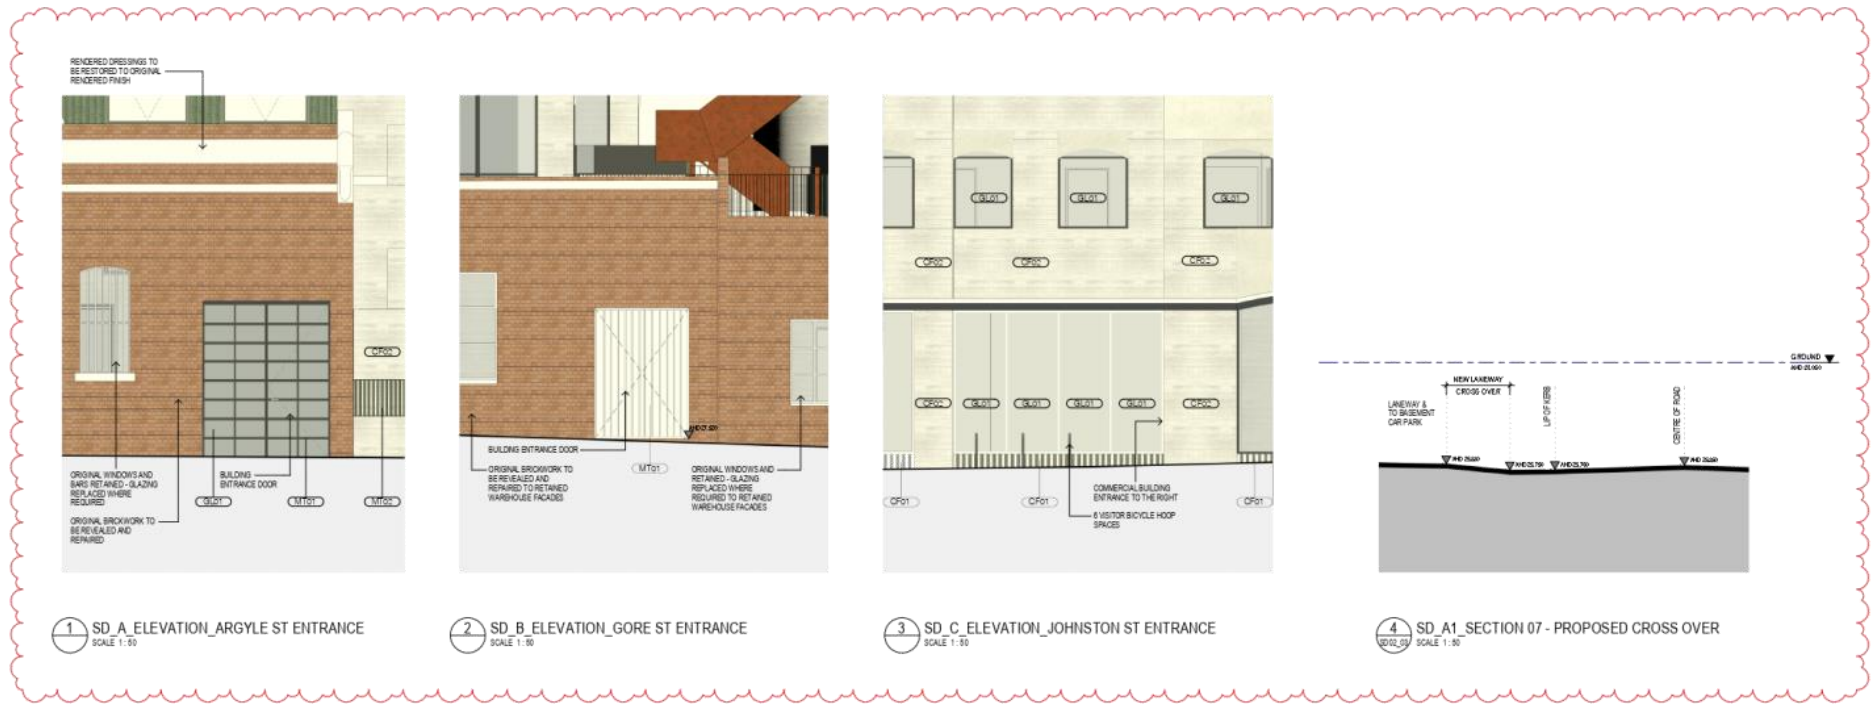 RENDERED DRESSINGS TO
BE RESTORED TO ORIGINAL
RENDERED FINISH
CF02
ORIGINAL WINDOWS AND
BARS RETAINED - GLAZING
REPLACED WHERE
REQUIRED
ORIGINAL BRICKWORK TO
BE REVEALED AND
REPAIRED
BUILDING
ENTRANCE DOOR
GL01
MT01
MT02
1
SD_A_ELEVATION_ARGYLE ST ENTRANCE
SCALE 1 : 50
BUILDING ENTRANCE DOOR
ORIGINAL BRICKWORK TO
BE REVEALED AND
REPAIRED TO RETAINED
WAREHOUSE FACADES
MT01
ORIGINAL WINDOWS AND
RETAINED - GLAZING
REPLACED WHERE
REQUIRED TO RETAINED
WAREHOUSE FACADES
2
SD_B_ELEVATION_GORE ST ENTRANCE
SCALE 1 : 50
GL01
GL01
GL01
CF02
CF02
CF02
CF02
GL01
GL01
GL01
GL01
CF02
COMMERCIAL BUILDING
ENTRANCE TO THE RIGHT
6 VISITOR BICYCLE HOOP
SPACES
CF01
CF01
CF01
3
SD_C_ELEVATION_JOHNSTON ST ENTRANCE
SCALE 1 : 50
GROUND
NEW LANEWAY
CROSS OVER
LANEWAY &
TO BASEMENT
CAR PARK
LIP OF KERB
CENTRE OF ROAD
4
SD02_03
SD_A1_SECTION 07 - PROPOSED CROSS OVER
SCALE 1 : 50